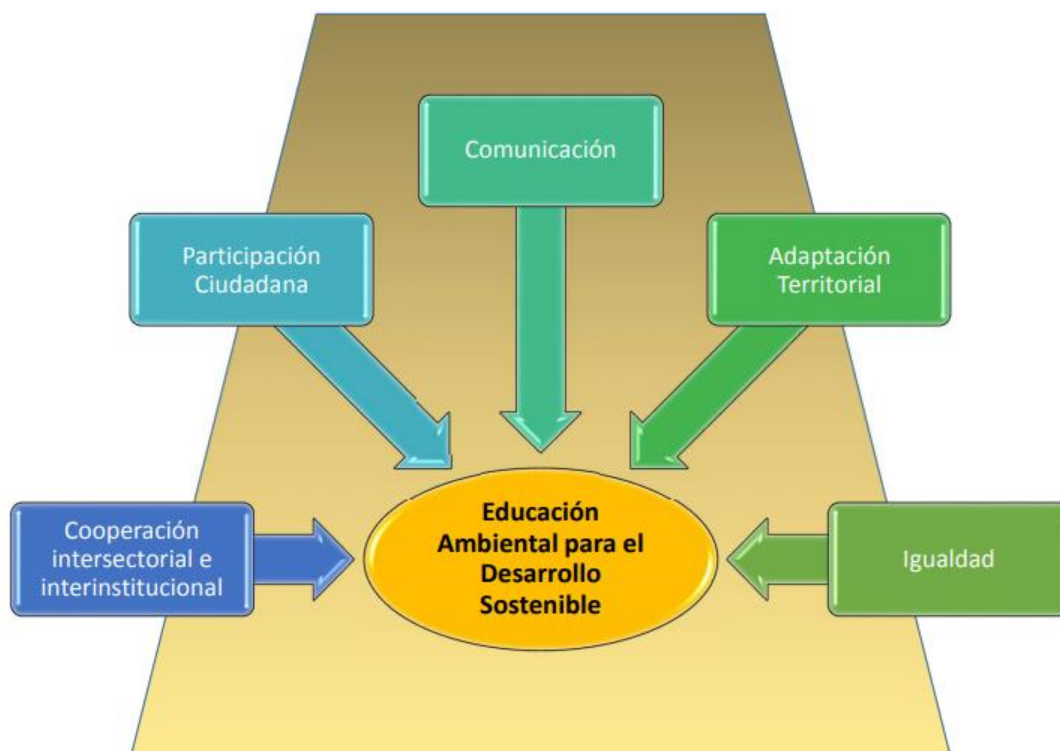 Comunicación
Participación
Ciudadana
Adaptación
Territorial
Cooperación
intersectorial e
interinstitucional
Educación
Ambiental para el
Desarrollo
Sostenible
Igualdad